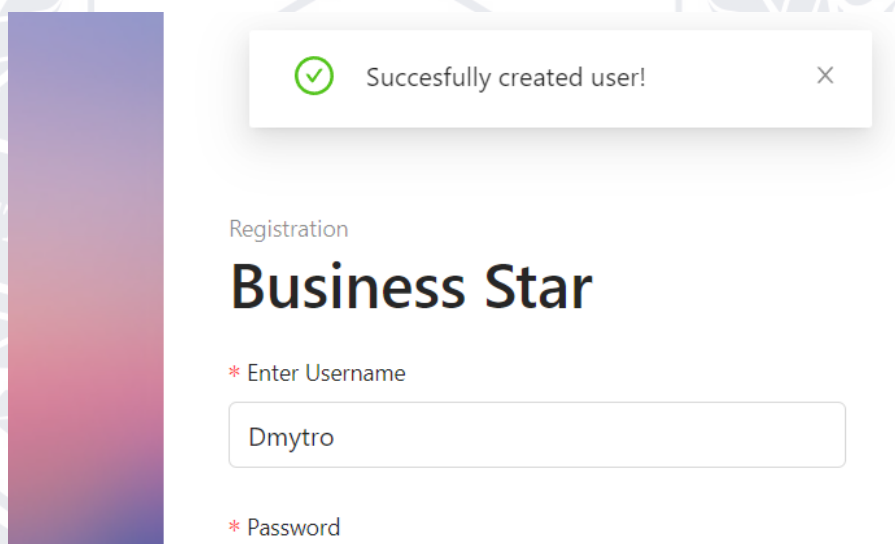 Succesfully created user!
Registration
Business Star
* Enter Username
Dmytro
* Password